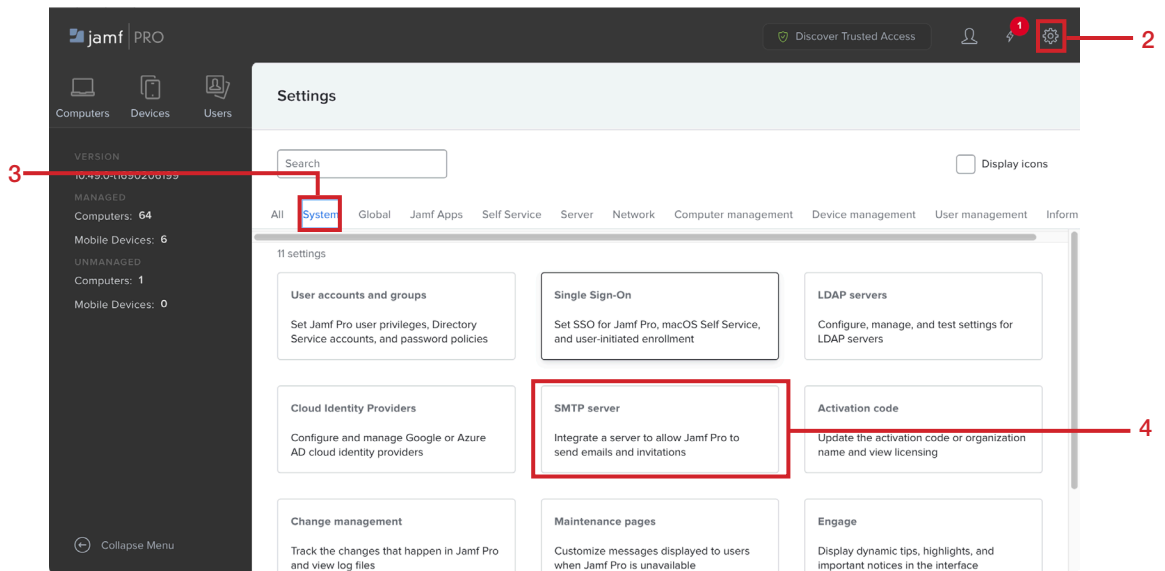 jamf PRO
Discover Trusted Access
1
2
Computers
Devices
Users
Settings
VERSION
10.49.0-t1690206199
3
Search
Display icons
MANAGED
Computers: 64
Mobile Devices: 6
UNMANAGED
Computers: 1
Mobile Devices: 0
All System Global Jamf Apps Self Service Server Network Computer management Device management User management Inform
11 settings
User accounts and groups
Set Jamf Pro user privileges, Directory
Service accounts, and password policies
Single Sign-On
Set SSO for Jamf Pro, macOS Self Service,
and user-initiated enrollment
LDAP servers
Configure, manage, and test settings for
LDAP servers
Cloud Identity Providers
Configure and manage Google or Azure
AD cloud identity providers
SMTP server
Integrate a server to allow Jamf Pro to
send emails and invitations
Activation code
Update the activation code or organization
name and view licensing
4
Change management
Track the changes that happen in Jamf Pro
and view log files
Maintenance pages
Customize messages displayed to users
when Jamf Pro is unavailable
Engage
Display dynamic tips, highlights, and
important notices in the interface
Collapse Menu